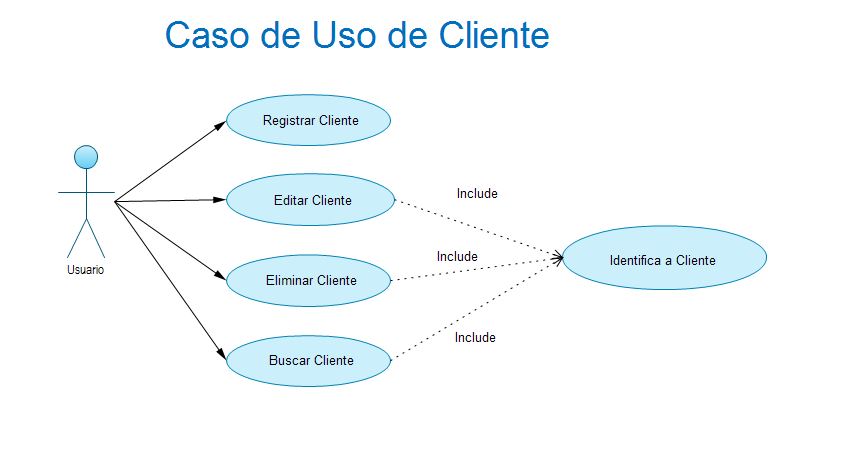 Caso de Uso de Cliente
Registrar Cliente
Editar Cliente
Include
Usuario
Include
Identifica a Cliente
Eliminar Cliente
Include
Buscar Cliente